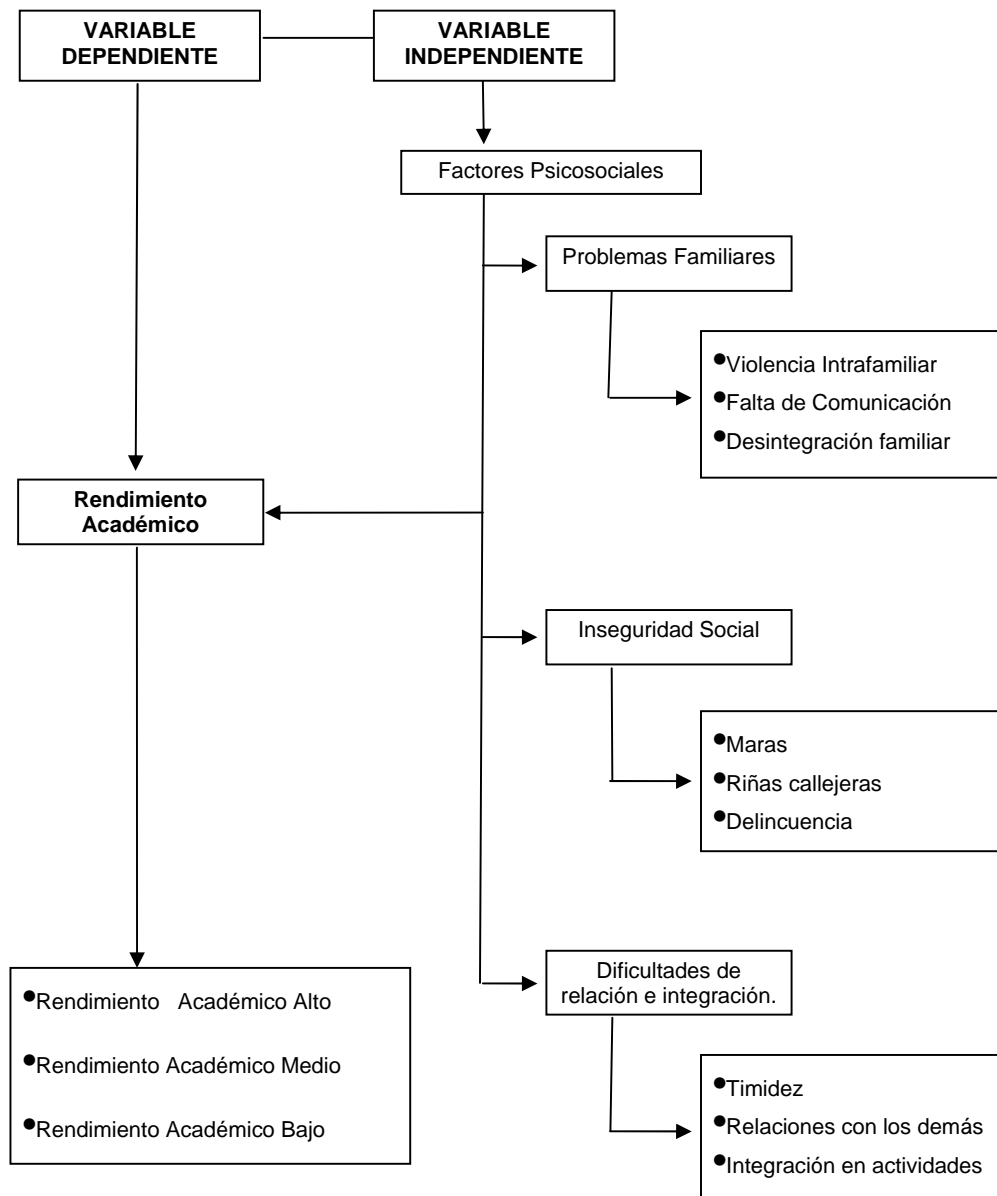 VARIABLE
DEPENDIENTE
VARIABLE
INDEPENDIENTE
Factores Psicosociales
Problemas Familiares
●Violencia Intrafamiliar
●Falta de Comunicación
●Desintegración familiar
Rendimiento
Académico
Inseguridad Social
●Maras
●Riñas callejeras
●Delincuencia
Dificultades de
relación e integración.
●Rendimiento Académico Alto
●Rendimiento Académico Medio
●Rendimiento Académico Bajo
●Timidez
●Relaciones con los demás
●Integración en actividades